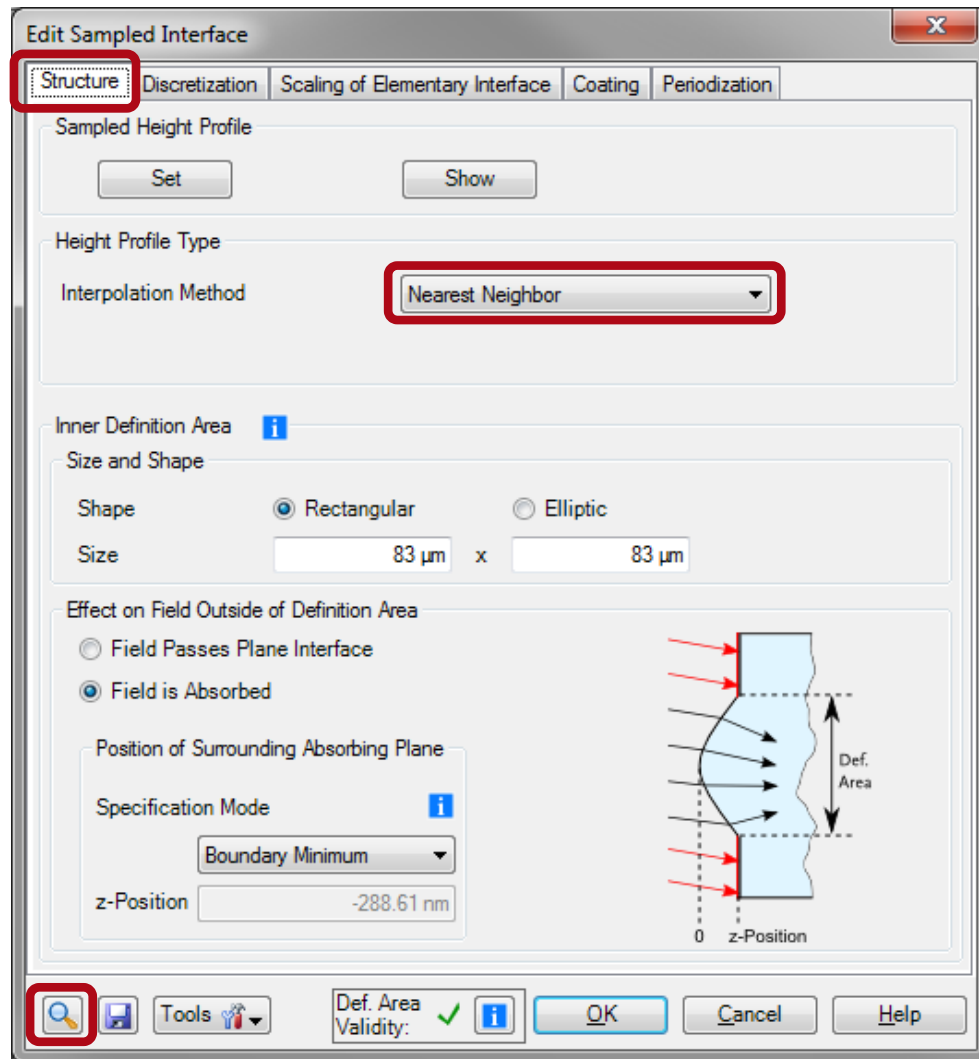 Edit Sampled Interface
Structure Discretization Scaling of Elementary Interface Coating Periodization
Sampled Height Profile
Set Show
Height Profile Type
Interpolation Method Nearest Neighbor
Inner Definition Area
Size and Shape
Shape Rectangular Elliptic
Size 83 µm x 83 µm
Effect on Field Outside of Definition Area
Field Passes Plane Interface
Field is Absorbed
Position of Surrounding Absorbing Plane
Specification Mode
Boundary Minimum
z-Position -288.61 nm
Def.
Area
0 z-Position
Tools Def. Area
Validity: OK Cancel Help